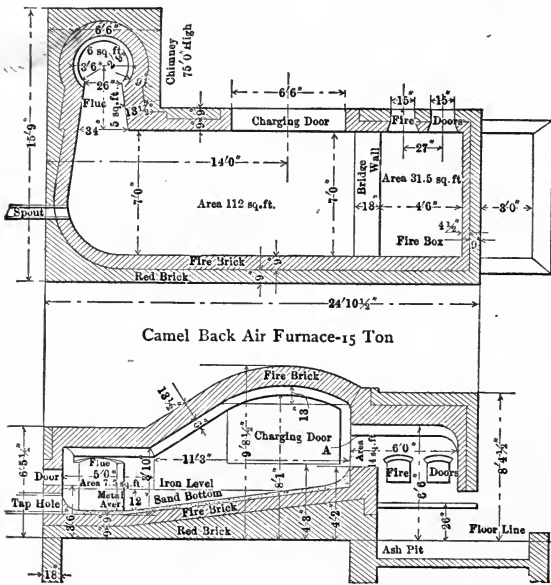 6'6"
6 sq. ft.
3'6"
26"
Flue
5 sq. ft.
34"
13½"
9"
Chimney
75'0" High
6'6"
15"
15"
Charging Door
Fire
Doors
27"
15'9"
14'0"
7'0"
7'0"
Area 112 sq. ft.
Bridge
Wall
18"
Area 31.5 sq. ft
4'6"
3'0"
4½"
9"
Fire Box
Spout
Fire Brick
9"
Red Brick
9"
24'10½"
Camel Back Air Furnace-15 Ton
Fire Brick
13½"
13"
9'8½"
Charging Door
A
Area
14 sq. ft.
6'0"
8'4½"
6'5½"
Door
Flue
5'0"
Area 7.5 sq. ft.
11'3"
Iron Level
Metal
Aver.
12"
Sand Bottom
Fire Brick
Red Brick
Tap Hole
3'6"
9"
9"
4'3"
4'2"
Fire
Doors
6'6"
26"
Floor Line
Ash Pit
18"